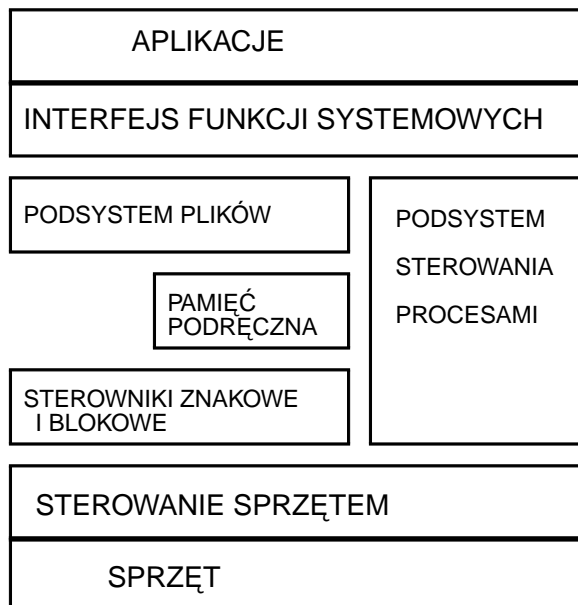 APLIKACJE
INTERFEJS FUNKCJI SYSTEMOWYCH
PODSYSTEM PLIKÓW
PAMIĘĆ
PODRĘCZNA
STEROWNIKI ZNAKOWE
I BLOKOWE
PODSYSTEM
STEROWANIA
PROCESAMI
STEROWANIE SPRZĘTEM
SPRZĘT